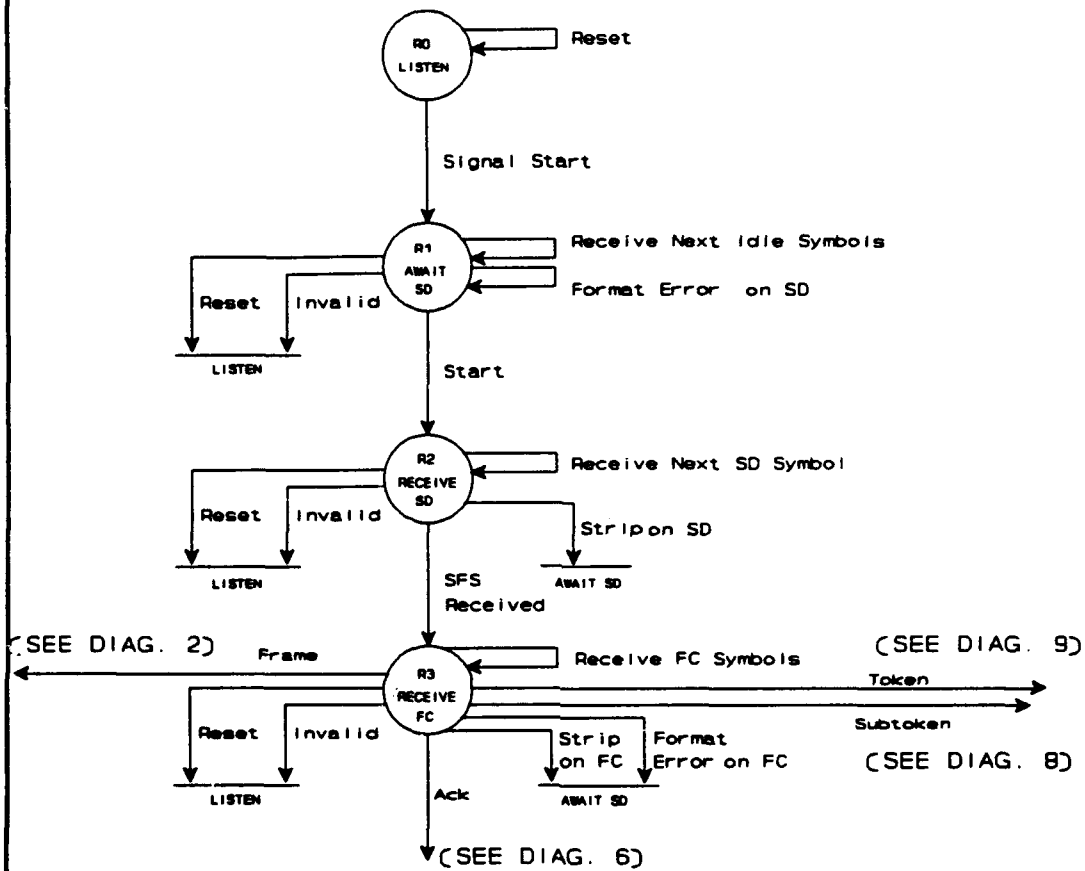 R0
LISTEN
Reset
Signal Start
R1
AWAIT
SD
Receive Next Idle Symbols
Format Error on SD
Reset
Invalid
LISTEN
Start
R2
RECEIVE
SD
Receive Next SD Symbol
Reset
Invalid
Strip on SD
LISTEN
AWAIT SD
SFS
Received
(SEE DIAG. 2)
Frame
R3
RECEIVE
FC
Receive FC Symbols
(SEE DIAG. 9)
Token
Subtoken
(SEE DIAG. 8)
Reset
Invalid
Strip
on FC
Format
Error on FC
LISTEN
AWAIT SD
Ack
(SEE DIAG. 6)